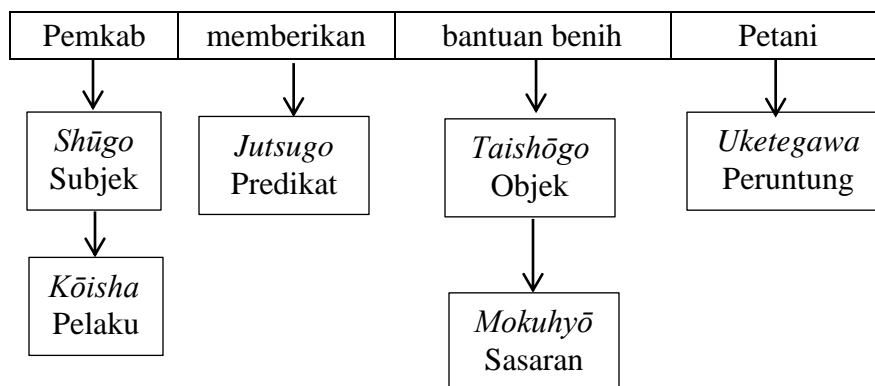 Pemkab memberikan bantuan benih Petani
Shūgo
Subjek
Jutsugo
Predikat
Taishōgo
Objek
Uketegawa
Peruntung
Kōisha
Pelaku
Mokuhyō
Sasaran